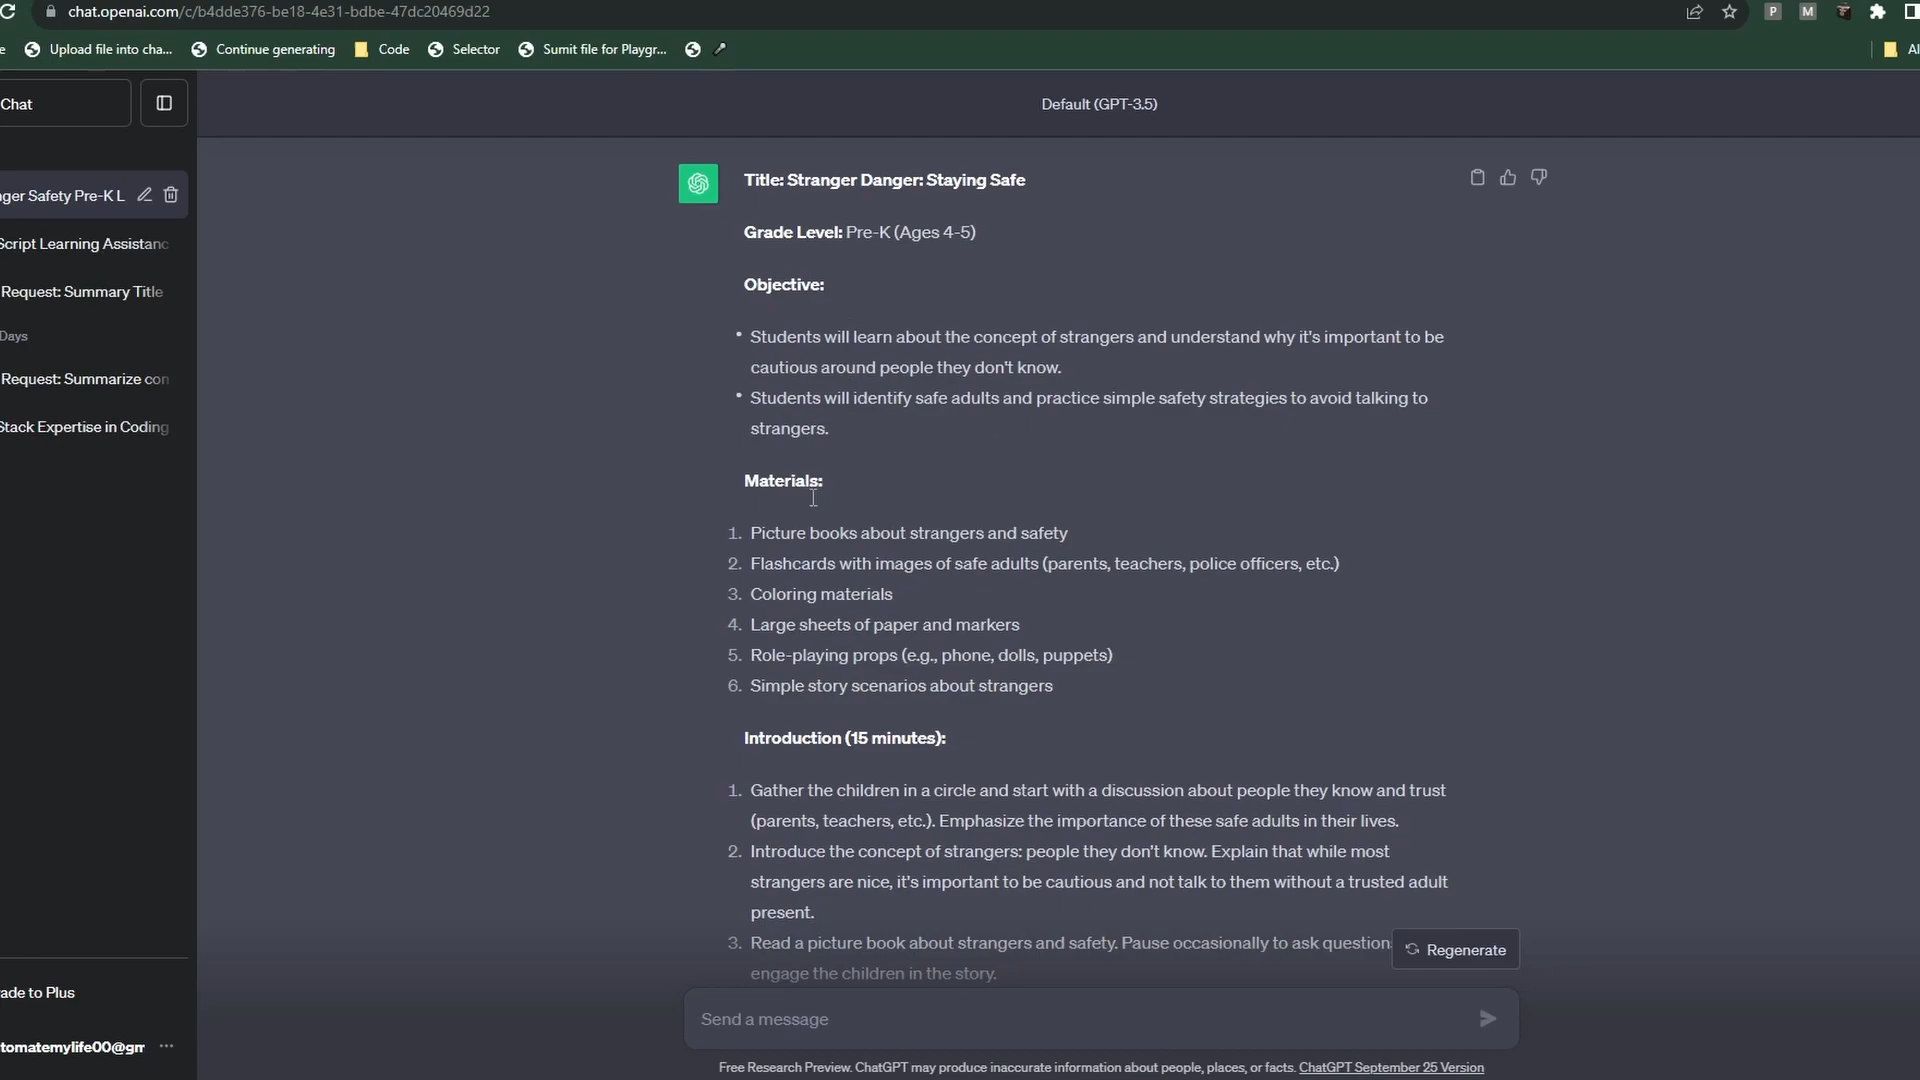 chat.openai.com/c/b4dde376-be18-4e31-bdbe-47dc20469d22
P
M
e
Upload file into cha...
Continue generating
Code
Selector
Sumit file for Playgr...
Al
Chat
Default (GPT-3.5)
nger Safety Pre-K L
Script Learning Assistanc
Request: Summary Title
Days
Request: Summarize con
Stack Expertise in Coding
Title: Stranger Danger: Staying Safe
Grade Level: Pre-K (Ages 4-5)
Objective:
• Students will learn about the concept of strangers and understand why it's important to be
cautious around people they don't know.
• Students will identify safe adults and practice simple safety strategies to avoid talking to
strangers.
Materials:
1. Picture books about strangers and safety
2. Flashcards with images of safe adults (parents, teachers, police officers, etc.)
3. Coloring materials
4. Large sheets of paper and markers
5. Role-playing props (e.g., phone, dolls, puppets)
6. Simple story scenarios about strangers
Introduction (15 minutes):
1. Gather the children in a circle and start with a discussion about people they know and trust
(parents, teachers, etc.). Emphasize the importance of these safe adults in their lives.
2. Introduce the concept of strangers: people they don't know. Explain that while most
strangers are nice, it's important to be cautious and not talk to them without a trusted adult
present.
3. Read a picture book about strangers and safety. Pause occasionally to ask question
engage the children in the story.
Regenerate
ade to Plus
tomatemylife00@gm
...
Send a message
Free Research Preview. ChatGPT may produce inaccurate information about people, places, or facts. ChatGPT September 25 Version